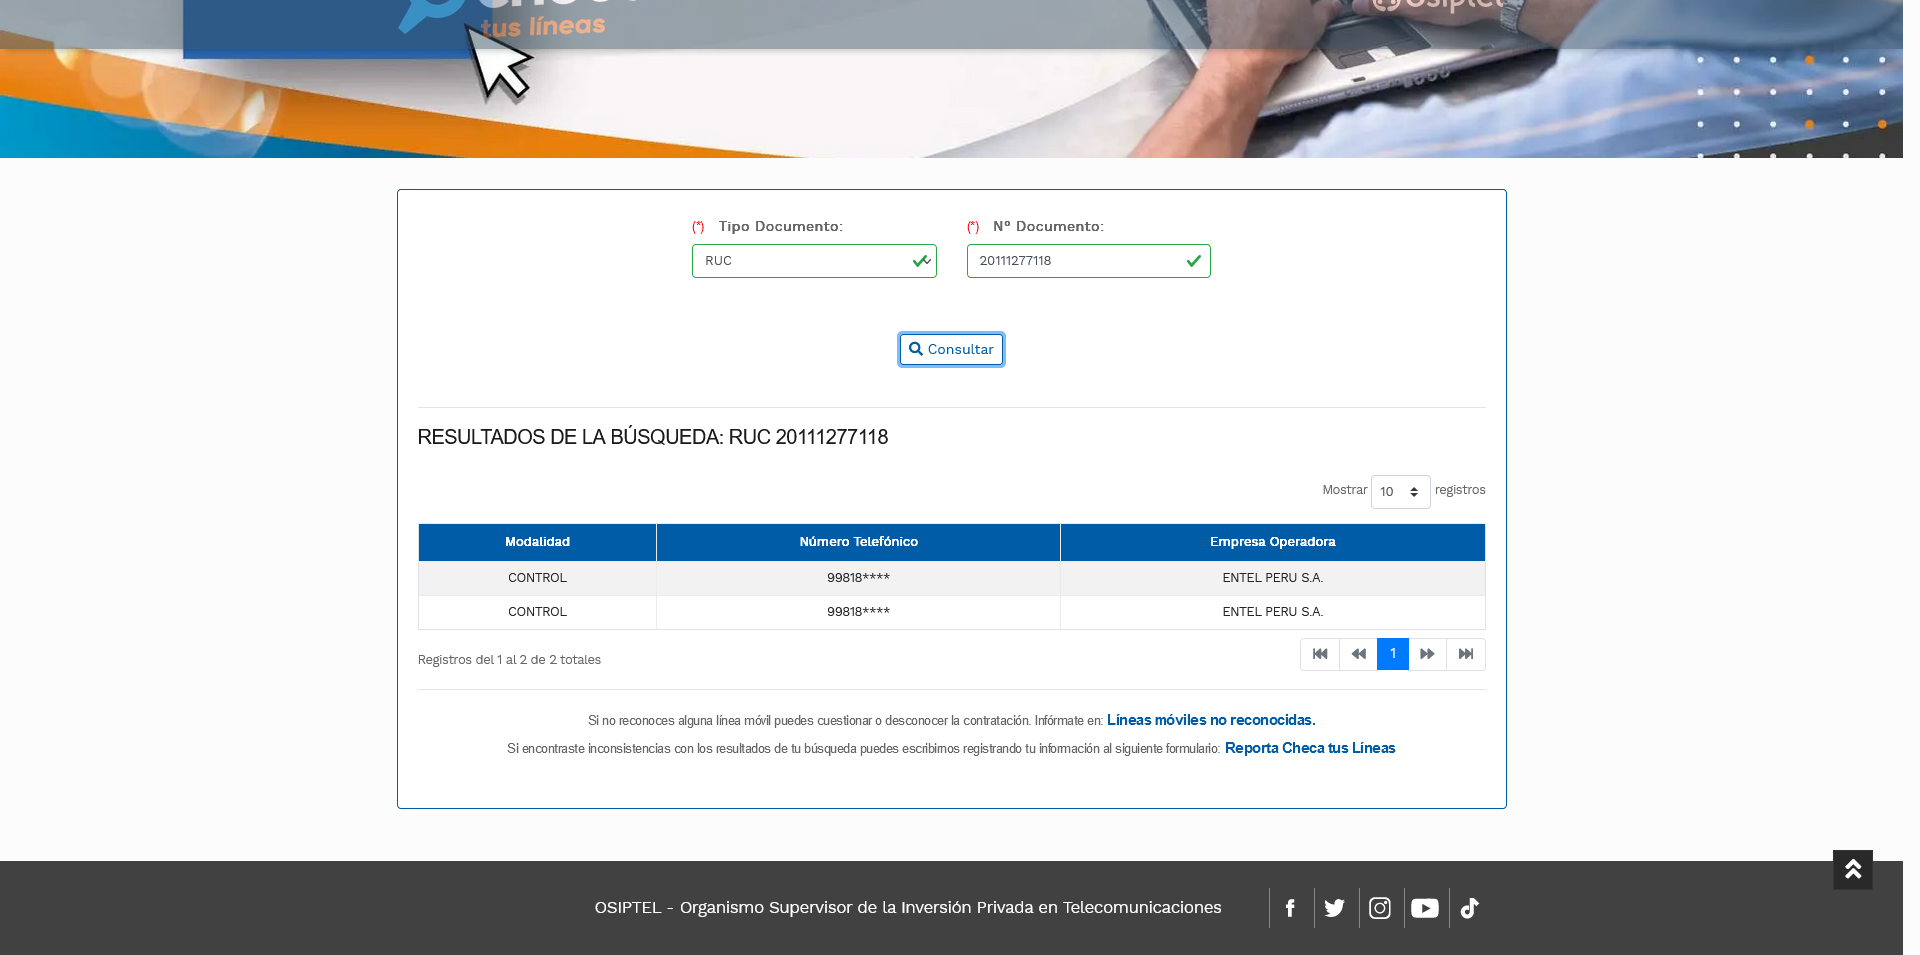 tus líneas
(*) Tipo Documento:
(*) Nº Documento:
RUC
20111277118
Consultar
RESULTADOS DE LA BÚSQUEDA: RUC 20111277118
Mostrar 10 registros
Modalidad Número Telefónico Empresa Operadora
CONTROL 99818**** ENTEL PERU S.A.
CONTROL 99818**** ENTEL PERU S.A.
Registros del 1 al 2 de 2 totales
1
Si no reconoces alguna línea móvil puedes cuestionar o desconocer la contratación. Infórmate en: Líneas móviles no reconocidas.
Si encontraste inconsistencias con los resultados de tu búsqueda puedes escribirnos registrando tu información al siguiente formulario: Reporta Checa tus Líneas
OSIPTEL - Organismo Supervisor de la Inversión Privada en Telecomunicaciones